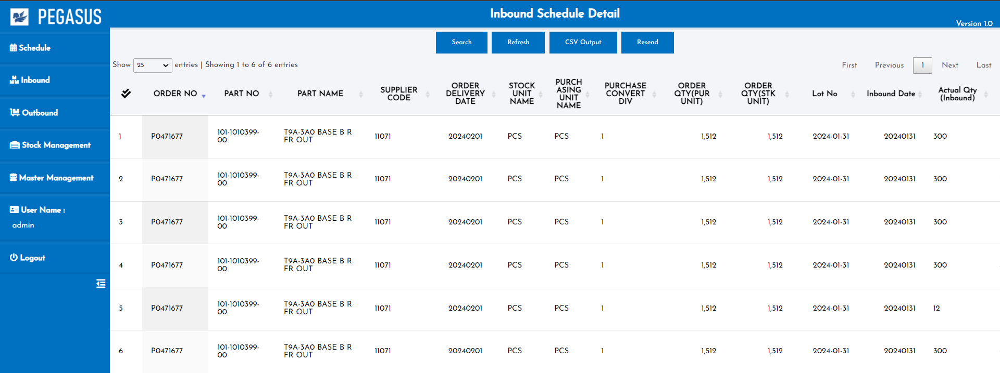 PEGASUS
Inbound Schedule Detail
Version 1.0
Schedule
Inbound
Outbound
Stock Management
Master Management
User Name :
admin
Logout
Search Refresh CSV Output Resend
Show 25 entries | Showing 1 to 6 of 6 entries
First Previous 1 Next Last
ORDER NO
PART NO
PART NAME
SUPPLIER
CODE
ORDER
DELIVERY
DATE
STOCK
UNIT
NAME
PURCH
ASING
UNIT
NAME
PURCHASE
CONVERT
DIV
ORDER
QTY(PUR
UNIT)
ORDER
QTY(STK
UNIT)
Lot No
Inbound Date
Actual Qty
(Inbound)
1 P0471677 101-1010399- T9A-3A0 BASE B R 11071 20240201 PCS PCS 1 1,512 1,512 2024-01-31 20240131 300
00 FR OUT
2 P0471677 101-1010399- T9A-3A0 BASE B R 11071 20240201 PCS PCS 1 1,512 1,512 2024-01-31 20240131 300
00 FR OUT
3 P0471677 101-1010399- T9A-3A0 BASE B R 11071 20240201 PCS PCS 1 1,512 1,512 2024-01-31 20240131 300
00 FR OUT
4 P0471677 101-1010399- T9A-3A0 BASE B R 11071 20240201 PCS PCS 1 1,512 1,512 2024-01-31 20240131 300
00 FR OUT
5 P0471677 101-1010399- T9A-3A0 BASE B R 11071 20240201 PCS PCS 1 1,512 1,512 2024-01-31 20240131 12
00 FR OUT
6 P0471677 101-1010399- T9A-3A0 BASE B R 11071 20240201 PCS PCS 1 1,512 1,512 2024-01-31 20240131 300
00 FR OUT